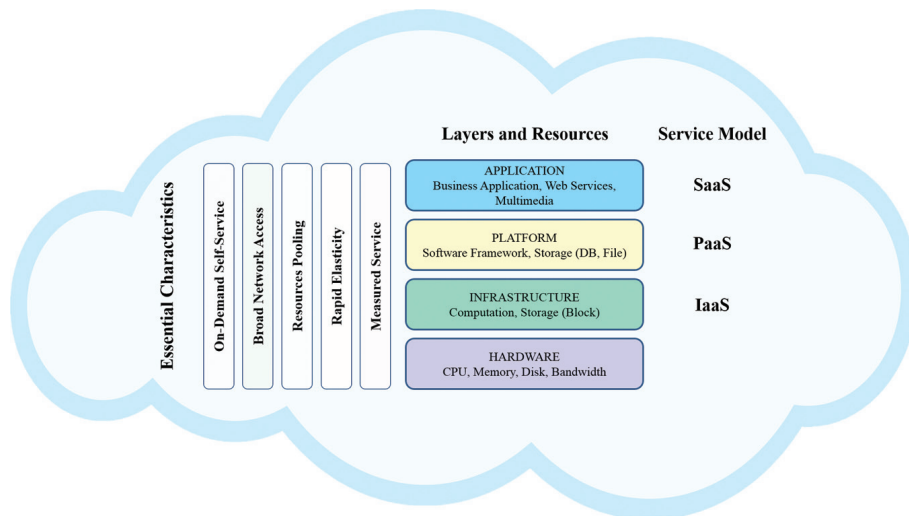 Layers and Resources
Service Model
Essential Characteristics
On-Demand Self-Service
Broad Network Access
Resources Pooling
Rapid Elasticity
Measured Service
APPLICATION
Business Application, Web Services,
Multimedia
SaaS
PLATFORM
Software Framework, Storage (DB, File)
PaaS
INFRASTRUCTURE
Computation, Storage (Block)
IaaS
HARDWARE
CPU, Memory, Disk, Bandwidth